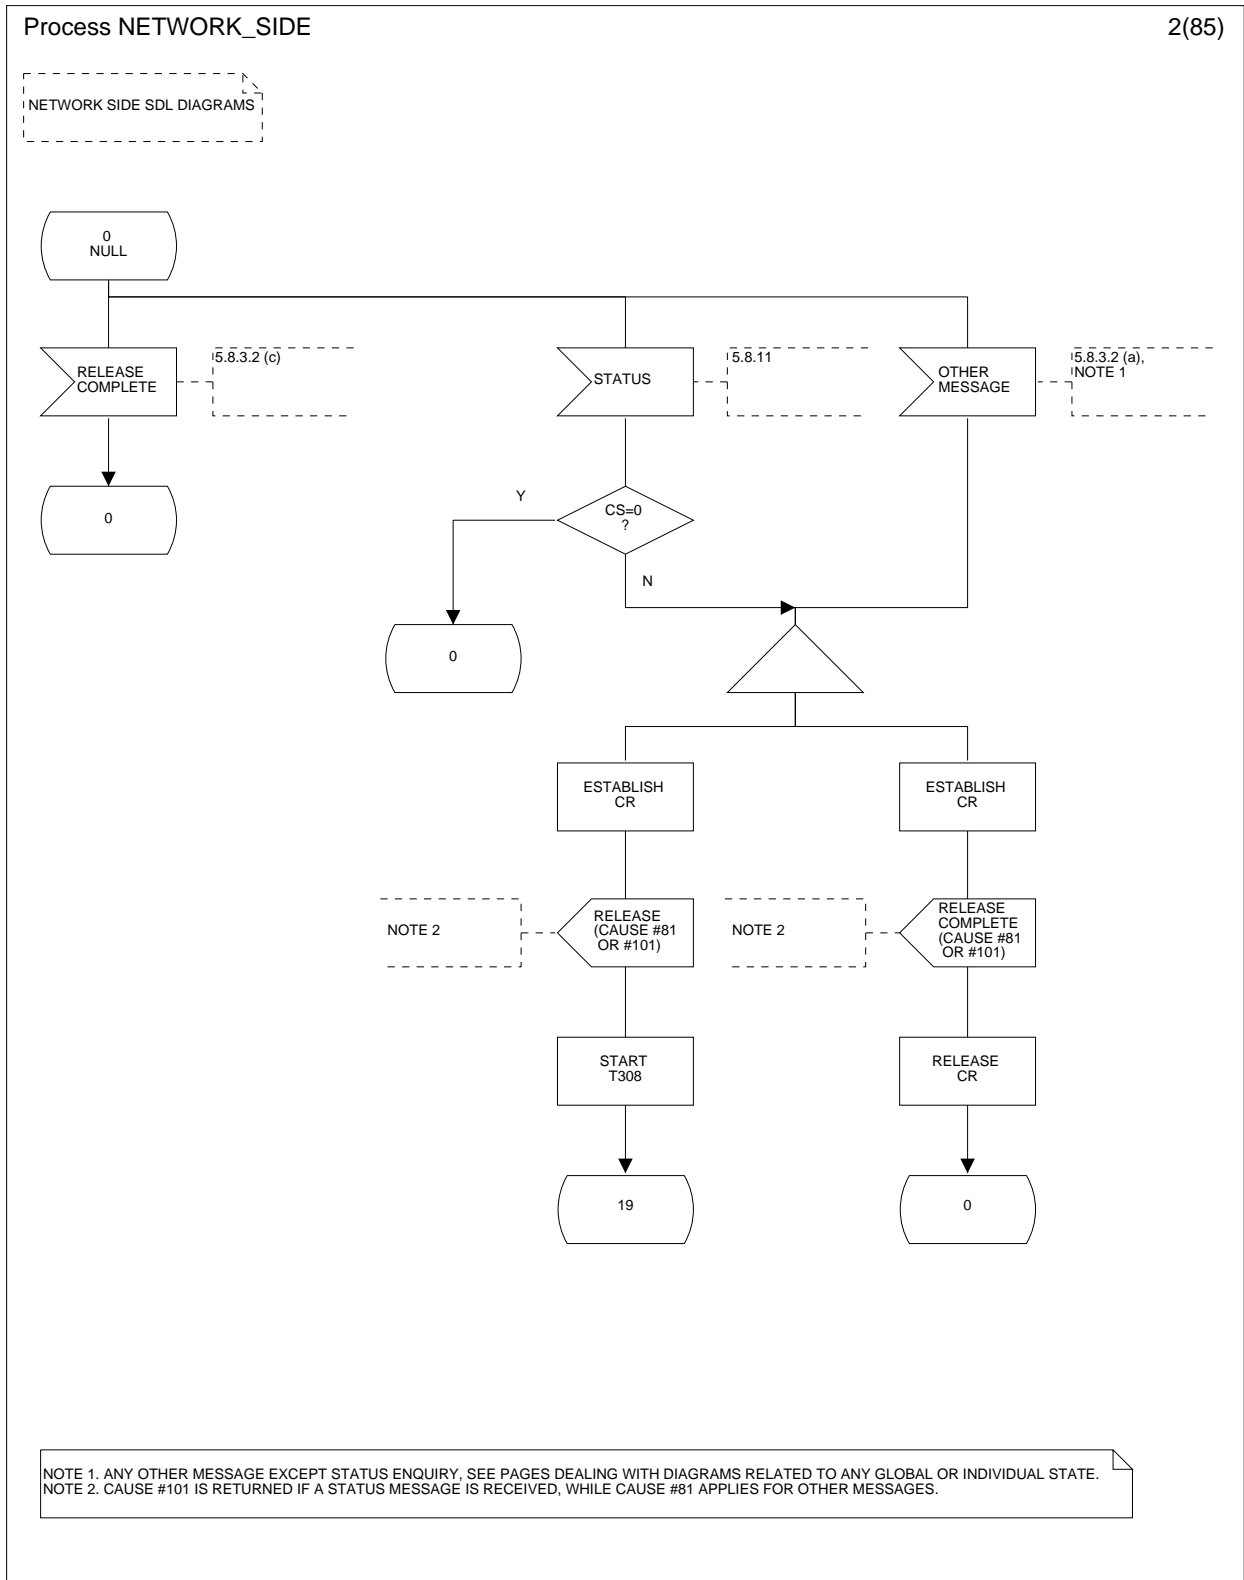 Process NETWORK_SIDE
2(85)
NETWORK SIDE SDL DIAGRAMS
0
NULL
RELEASE
COMPLETE
5.8.3.2 (c)
STATUS
5.8.11
OTHER
MESSAGE
5.8.3.2 (a),
NOTE 1
0
Y
CS=0
?
N
0
ESTABLISH
CR
ESTABLISH
CR
NOTE 2
RELEASE
(CAUSE #81
OR #101)
NOTE 2
RELEASE
COMPLETE
(CAUSE #81
OR #101)
START
T308
RELEASE
CR
19
0
NOTE 1. ANY OTHER MESSAGE EXCEPT STATUS ENQUIRY, SEE PAGES DEALING WITH DIAGRAMS RELATED TO ANY GLOBAL OR INDIVIDUAL STATE.
NOTE 2. CAUSE #101 IS RETURNED IF A STATUS MESSAGE IS RECEIVED, WHILE CAUSE #81 APPLIES FOR OTHER MESSAGES.